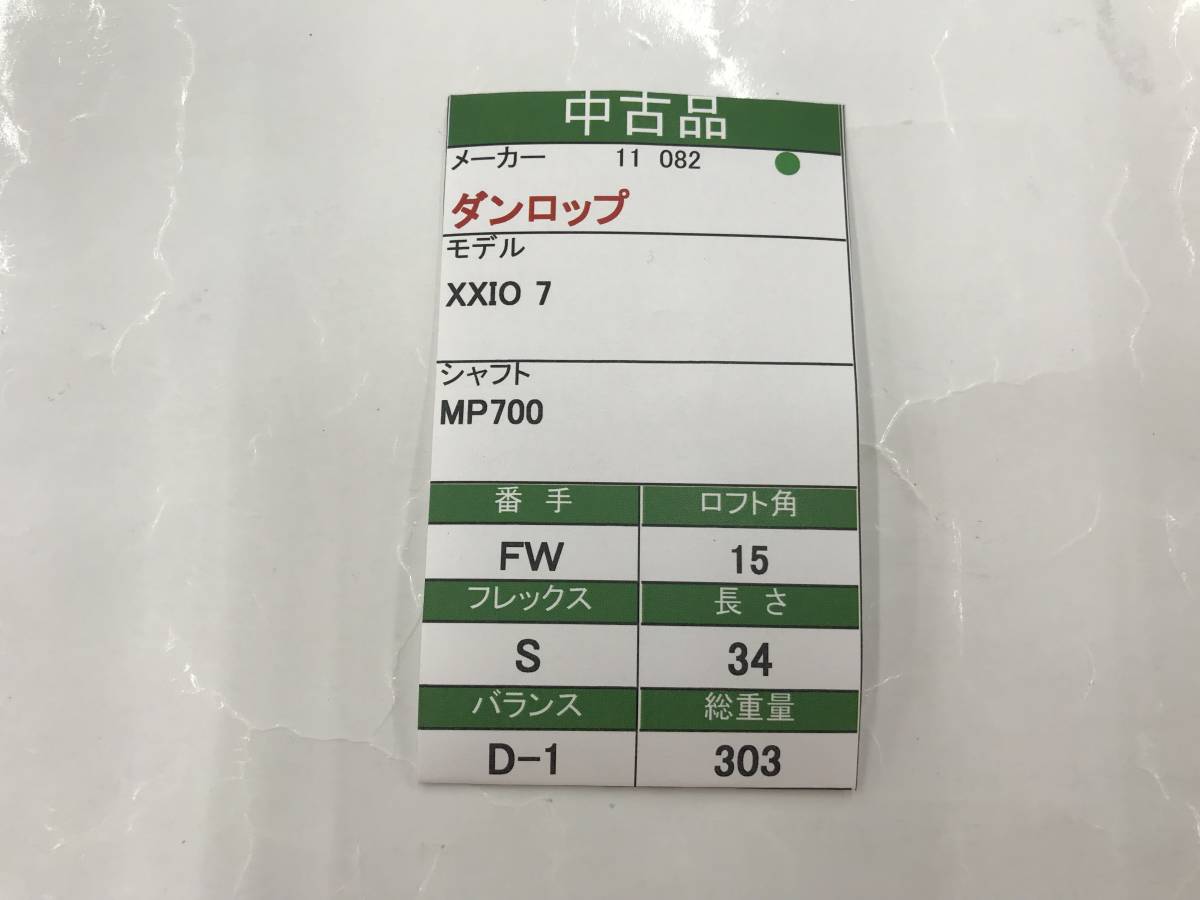 中古品
メーカー 11 082
ダンロップ
モデル
XXIO 7
シャフト
MP700
番手 ロフト角
FW 15
フレックス 長さ
S 34
バランス 総重量
D-1 303